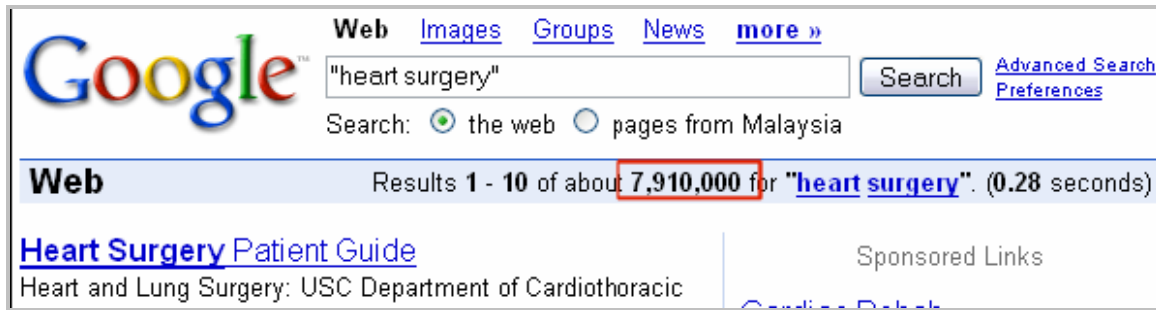 Google™
Web Images Groups News more »
"heart surgery" Search Advanced Search
Preferences
Search: the web pages from Malaysia
Web Results 1 - 10 of about 7,910,000 for "heart surgery". (0.28 seconds)
Heart Surgery Patient Guide
Sponsored Links
Heart and Lung Surgery: USC Department of Cardiothoracic